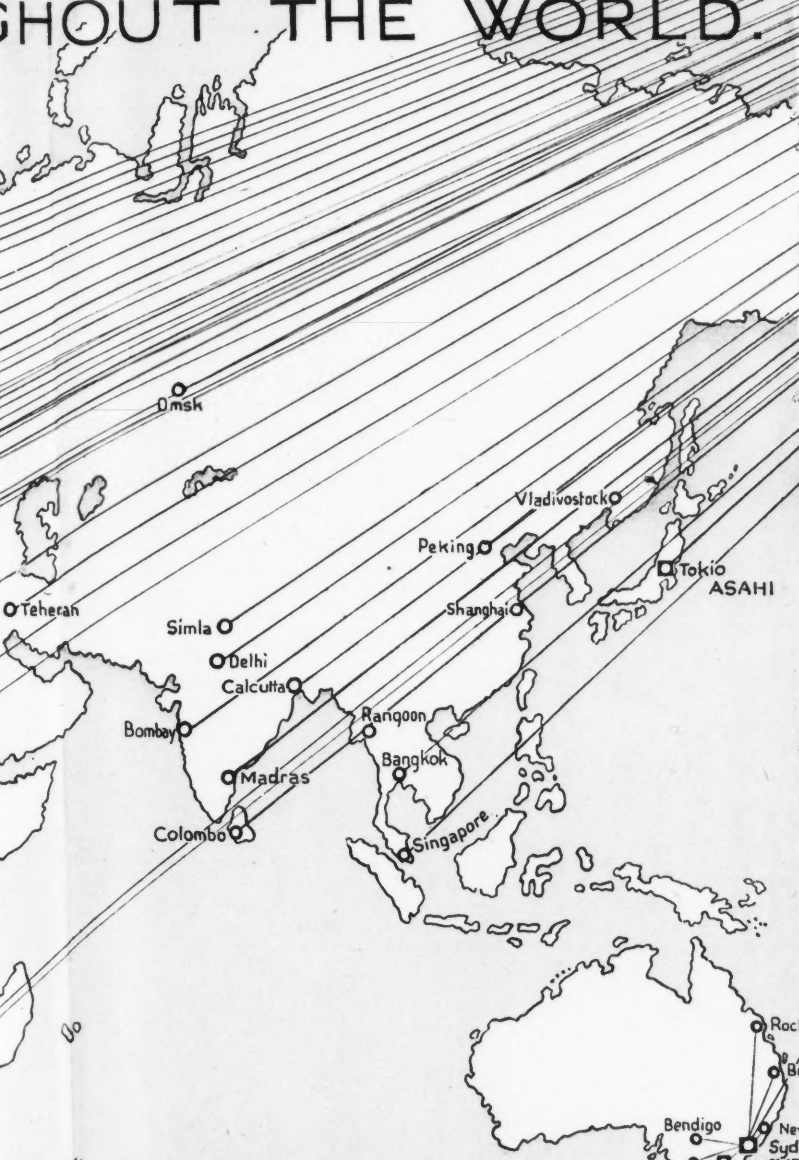 THE WORLD.
Omsk
Vladivostock
Peking
Tokio
ASAHI
Teheran
Shanghai
Simla
Delhi
Calcutta
Rangoon
Bombay
Bangkok
Madras
Singapore
Colombo
Bendigo